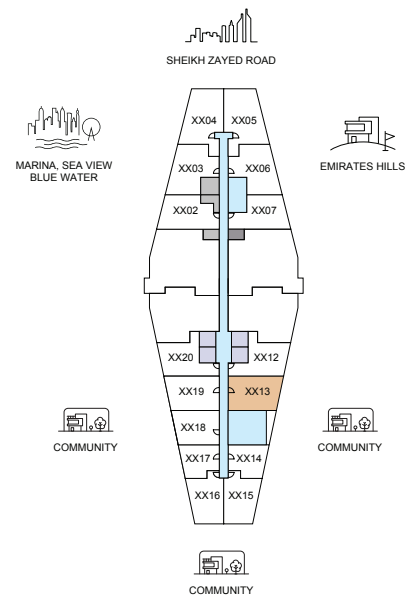 SHEIKH ZAYED ROAD
MARINA, SEA VIEW
BLUE WATER
EMIRATES HILLS
XX04 XX05
XX03 XX06
XX02 XX07
XX20 XX12
XX19 XX13
XX18
XX17 XX14
XX16 XX15
COMMUNITY
COMMUNITY
COMMUNITY